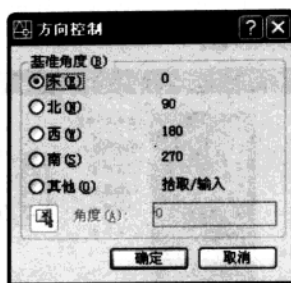 方向控制
基准角度(B)
东(E) 0
北(N) 90
西(W) 180
南(S) 270
其他(O) 拾取/输入
角度(A): 0
确定 取消